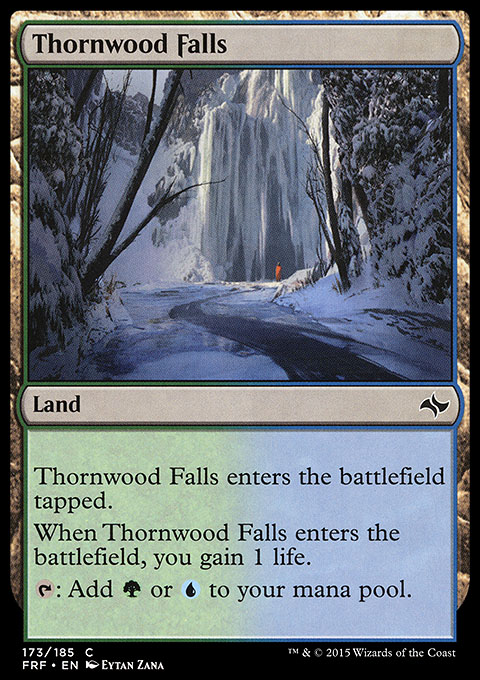 Thornwood Falls
Land
Thornwood Falls enters the battlefield
tapped.
When Thornwood Falls enters the
battlefield, you gain 1 life.
: Add or to your mana pool.
173/185 C
FRF • EN Eytan Zana
™ & © 2015 Wizards of the Coast